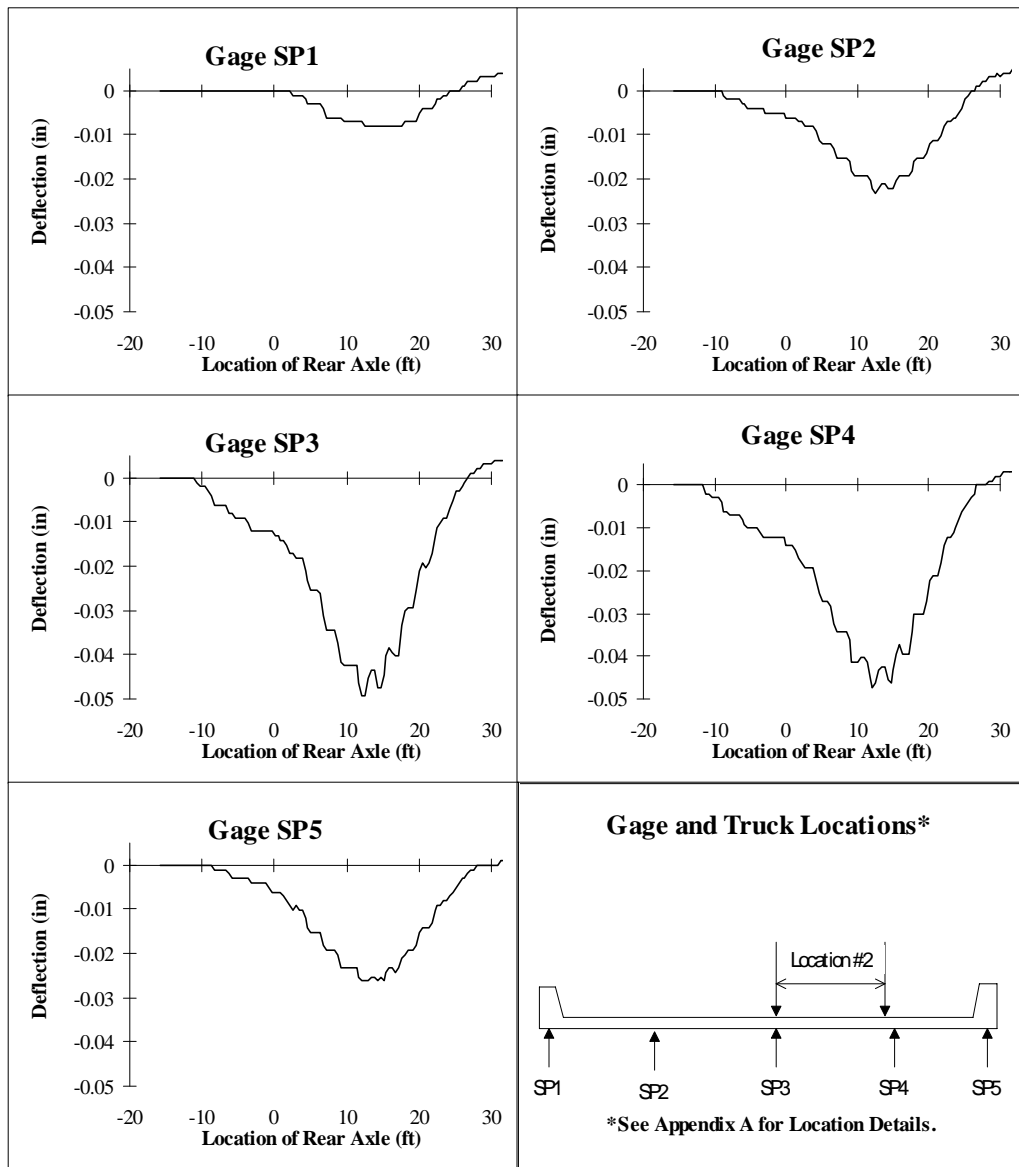 Gage SP1
0
-0.01
-0.02
-0.03
-0.04
-0.05
Deflection (in)
-20 -10 0 10 20 30
Location of Rear Axle (ft)
Gage SP2
0
-0.01
-0.02
-0.03
-0.04
-0.05
Deflection (in)
-20 -10 0 10 20 30
Location of Rear Axle (ft)
Gage SP3
0
-0.01
-0.02
-0.03
-0.04
-0.05
Deflection (in)
-20 -10 0 10 20 30
Location of Rear Axle (ft)
Gage SP4
0
-0.01
-0.02
-0.03
-0.04
-0.05
Deflection (in)
-20 -10 0 10 20 30
Location of Rear Axle (ft)
Gage SP5
0
-0.01
-0.02
-0.03
-0.04
-0.05
Deflection (in)
-20 -10 0 10 20 30
Location of Rear Axle (ft)
Gage and Truck Locations*
Location #2
SP1 SP2 SP3 SP4 SP5
*See Appendix A for Location Details.